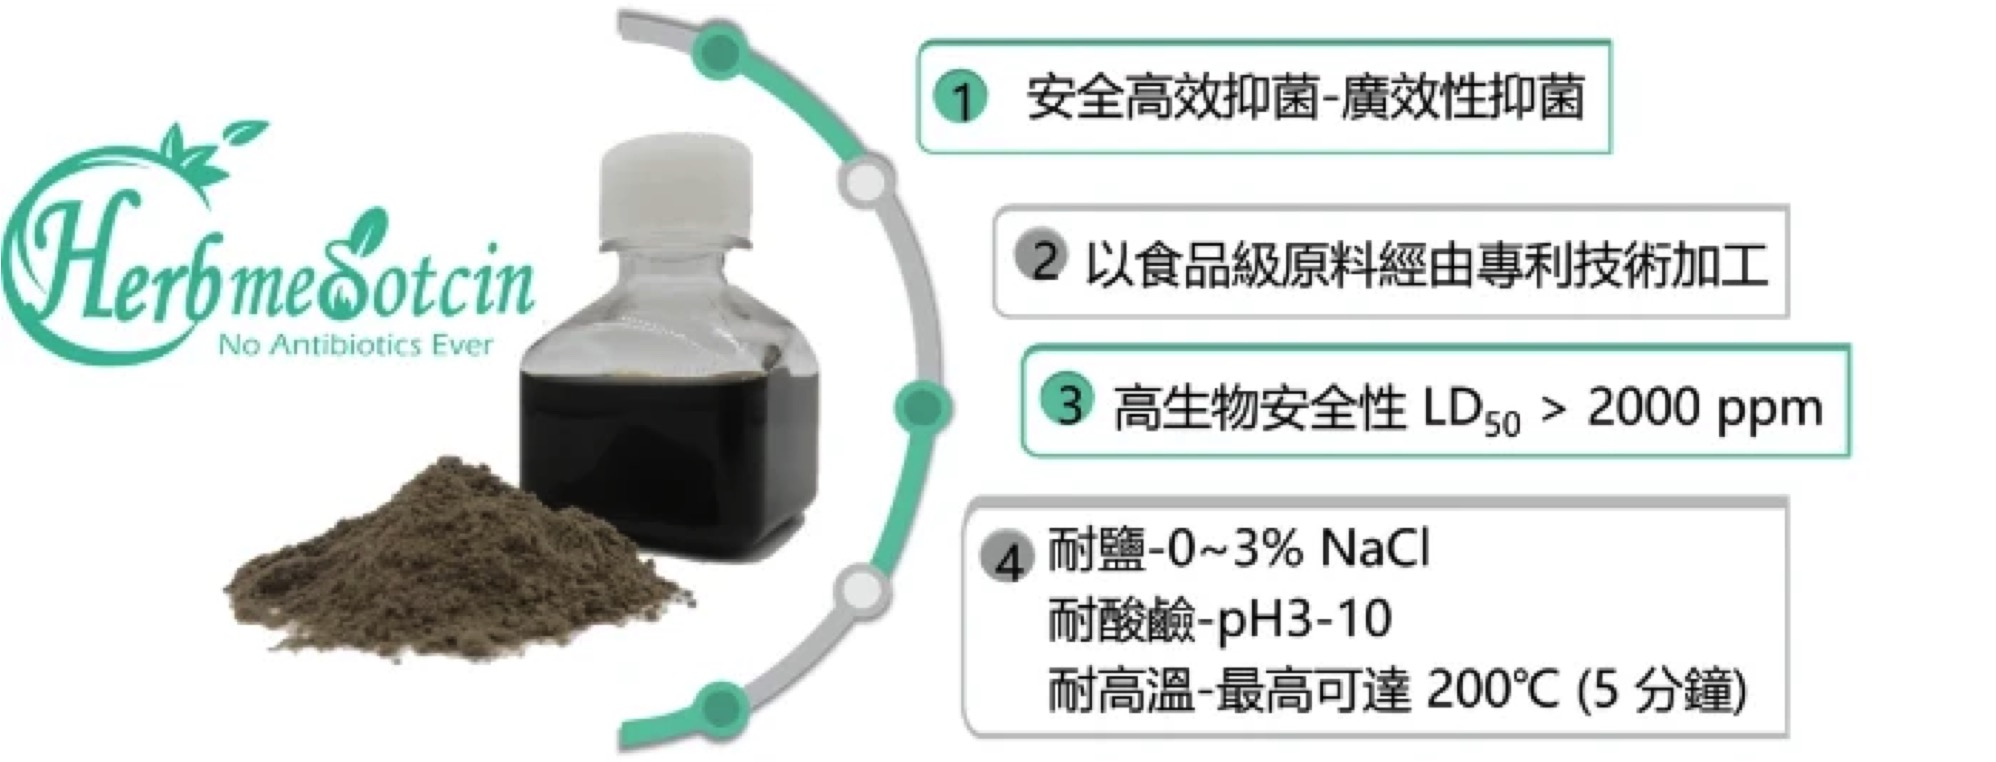 Herbmedotcin
No Antibiotics Ever
1 安全高效抑菌-廣效性抑菌
2 以食品級原料經由專利技術加工
3 高生物安全性 LD50 > 2000 ppm
4 耐鹽-0~3% NaCl
耐酸鹼-pH3-10
耐高溫-最高可達 200℃ (5 分鐘)